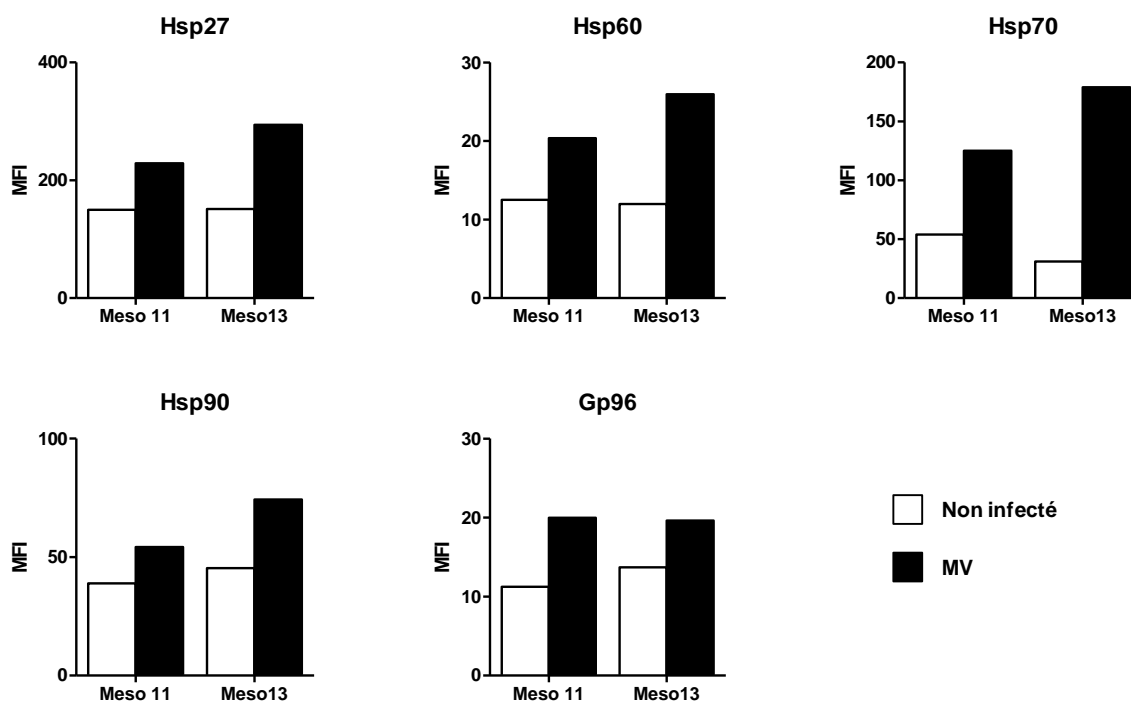 Hsp27
400
200
0
MFI
Meso 11 Meso13
Hsp60
30
20
10
0
MFI
Meso 11 Meso13
Hsp70
200
150
100
50
0
MFI
Meso 11 Meso13
Hsp90
100
50
0
MFI
Meso 11 Meso13
Gp96
30
20
10
0
MFI
Meso 11 Meso13
Non infecté
MV